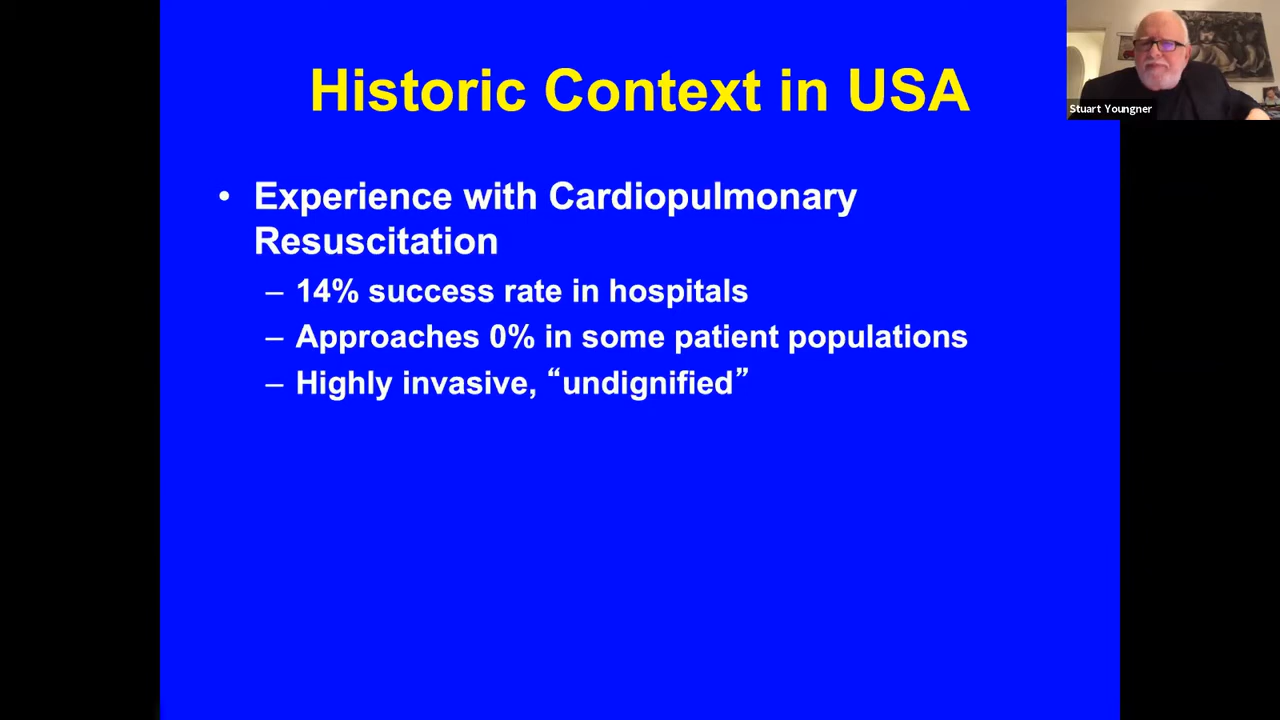 Historic Context in USA
Stuart Youngner
• Experience with Cardiopulmonary
Resuscitation
– 14% success rate in hospitals
– Approaches 0% in some patient populations
– Highly invasive, “undignified”